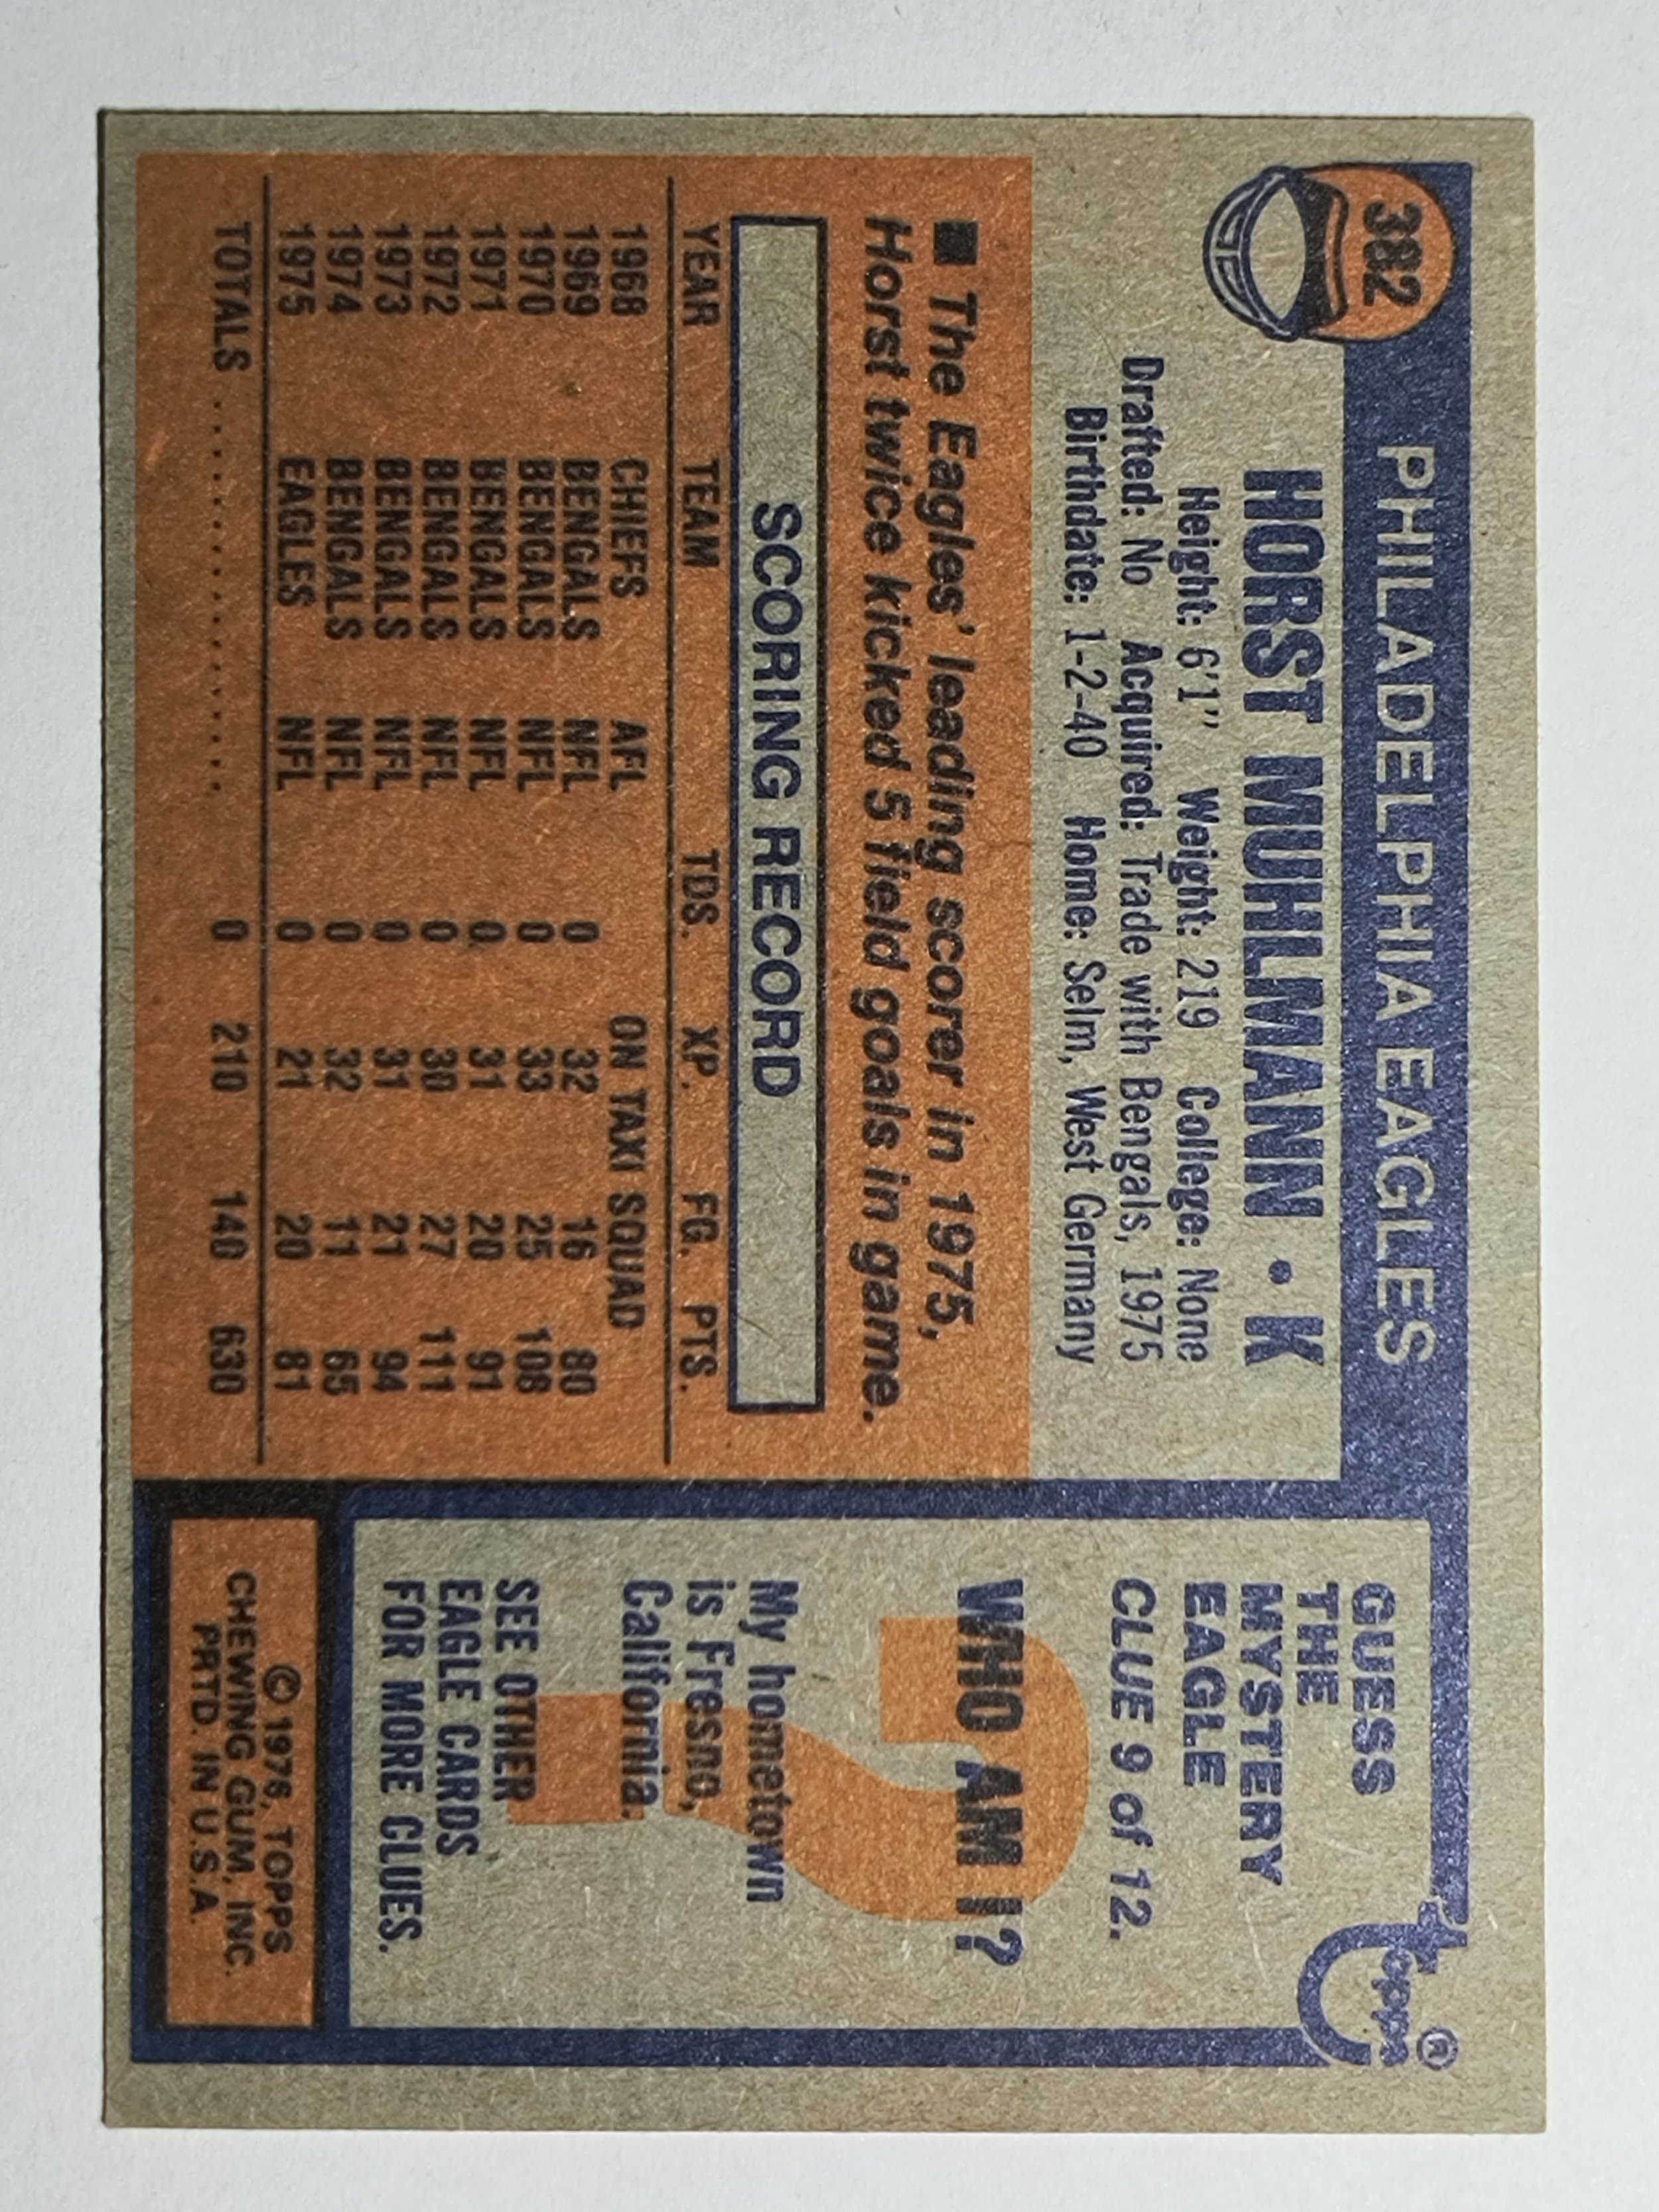 382
PHILADELPHIA EAGLES
HORST MUHLMANN • K
Height: 6'1" Weight: 219 College: None
Drafted: No Acquired: Trade with Bengals, 1975
Birthdate: 1-2-40 Home: Selm, West Germany
■ The Eagles' leading scorer in 1975,
Horst twice kicked 5 field goals in game.
SCORING RECORD
YEAR TEAM TDS. XP. FG. PTS.
1968 CHIEFS AFL ON TAXI SQUAD
1969 BENGALS NFL 0 32 16 80
1970 BENGALS NFL 0 33 25 108
1971 BENGALS NFL 0 31 20 91
1972 BENGALS NFL 0 30 27 111
1973 BENGALS NFL 0 31 21 94
1974 BENGALS NFL 0 32 11 65
1975 EAGLES NFL 0 21 20 81
TOTALS .................... 0 210 140 630
topps ®
GUESS
THE
MYSTERY
EAGLE
CLUE 9 of 12.
WHO AM I?
My hometown
is Fresno,
California.
SEE OTHER
EAGLE CARDS
FOR MORE CLUES.
© 1976, TOPPS
CHEWING GUM, INC.
PRTD. IN U.S.A.